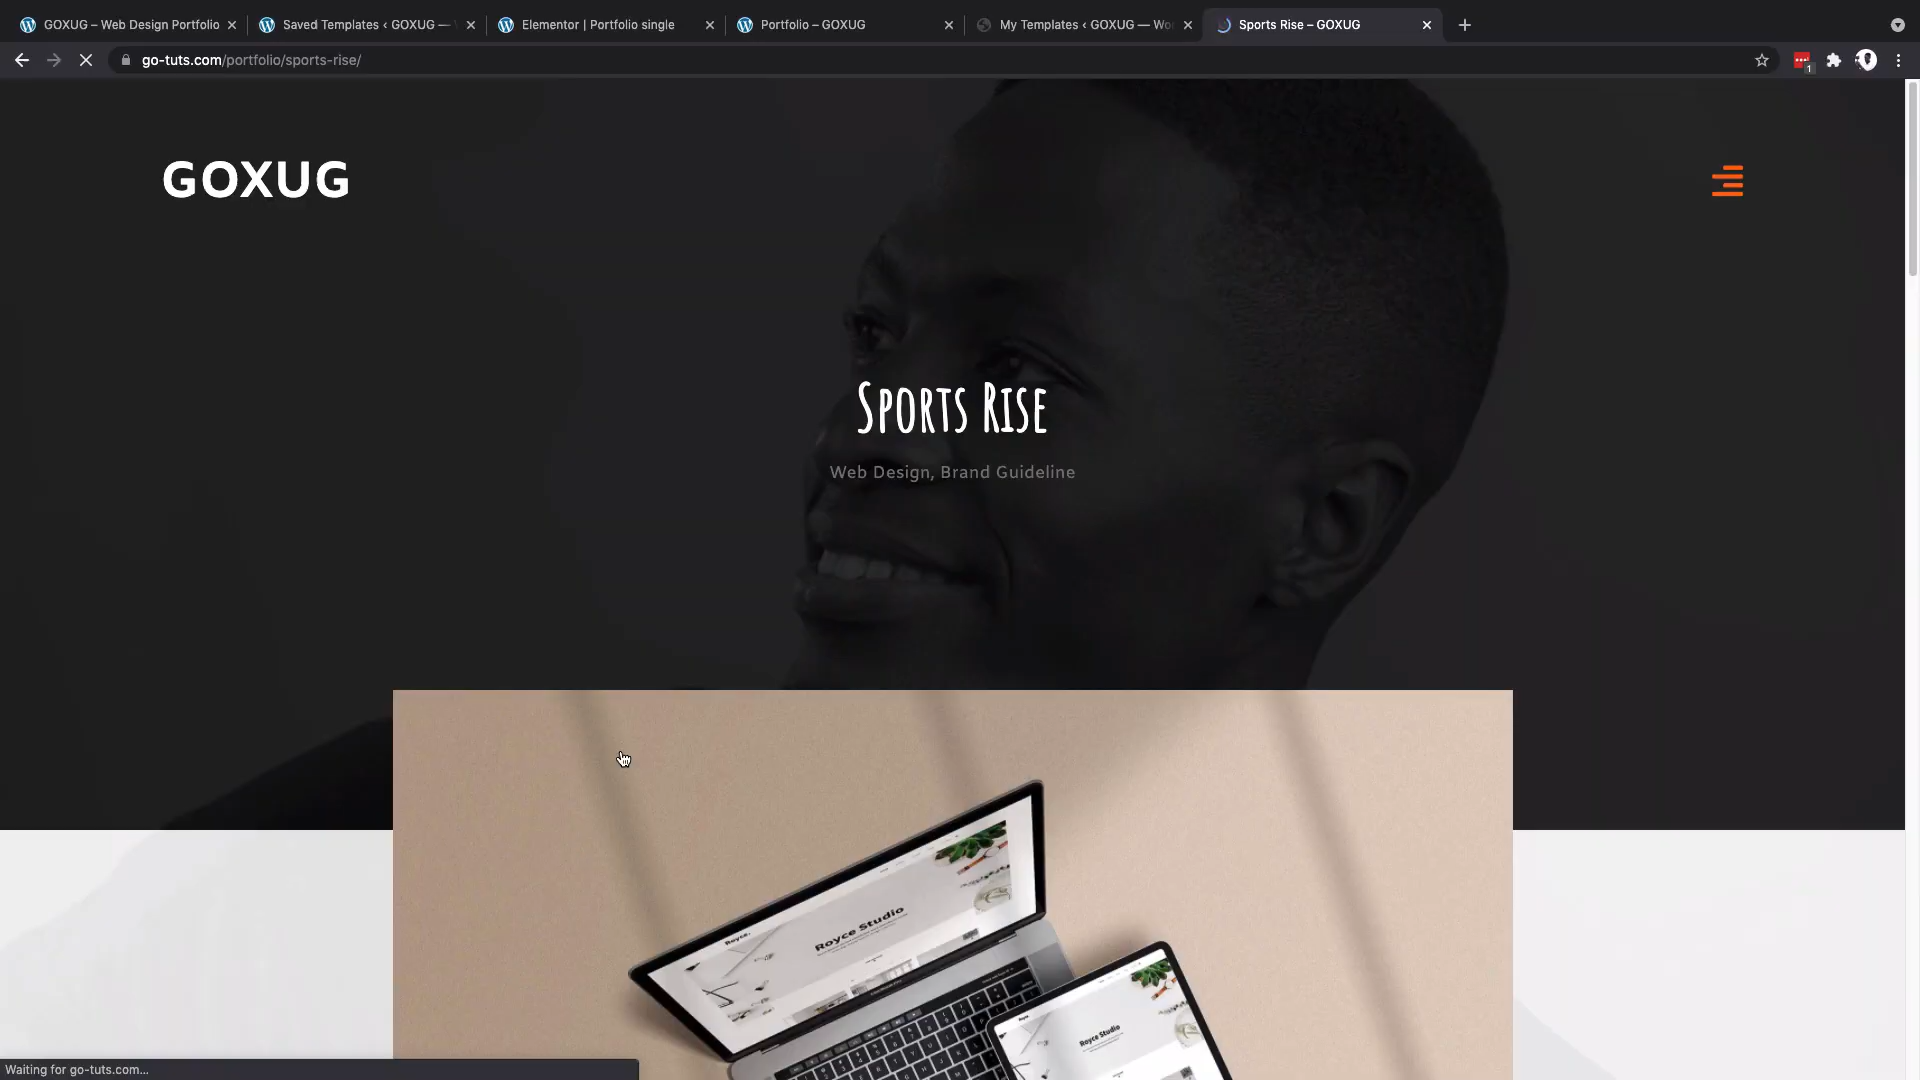 GOXUG – Web Design Portfolio
Saved Templates ‹ GOXUG —
Elementor | Portfolio single
Portfolio – GOXUG
My Templates ‹ GOXUG — Wo
Sports Rise – GOXUG
go-tuts.com/portfolio/sports-rise/
1
GOXUG
Sports Rise
Web Design, Brand Guideline
Royce.
Royce Studio
Royce Studio
Waiting for go-tuts.com...